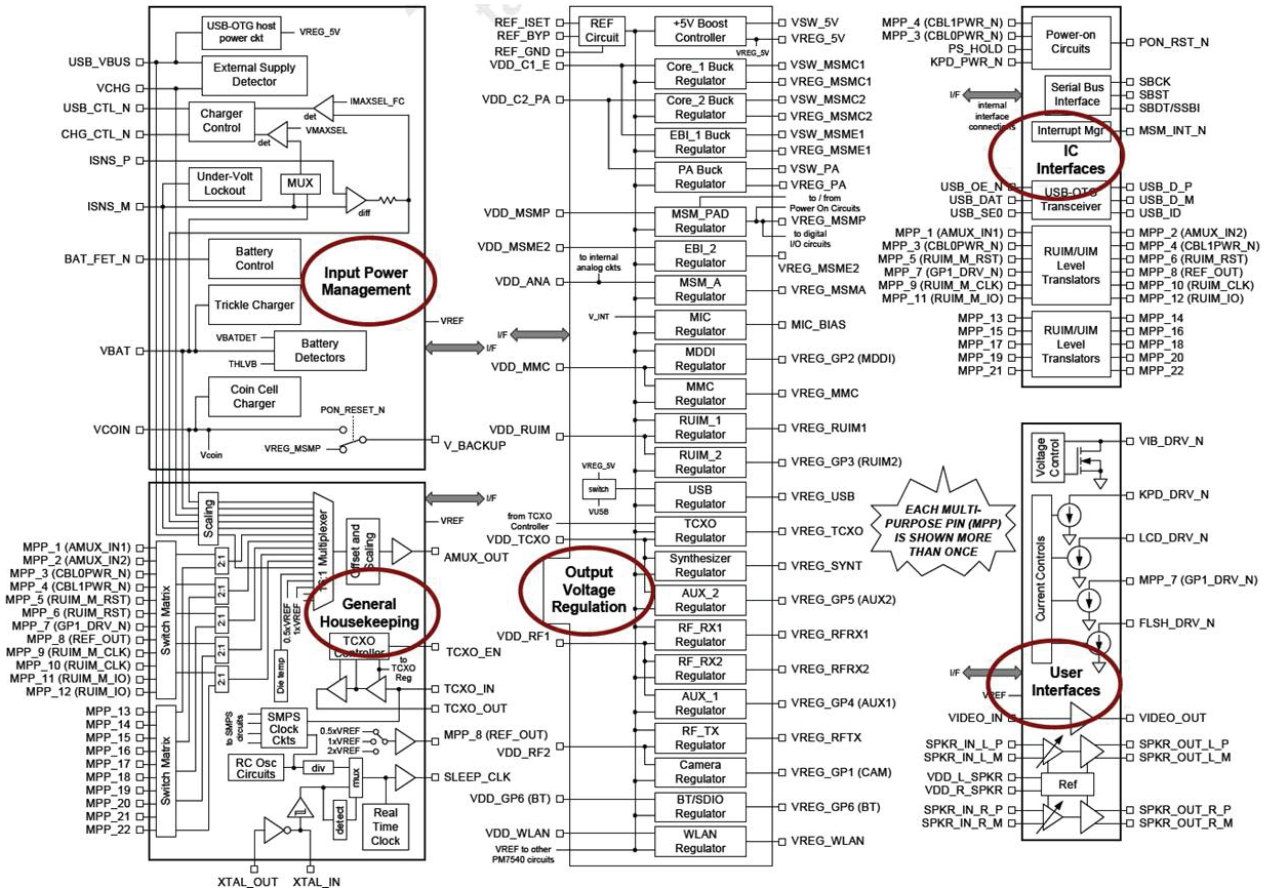 USB-OTG host
power ckt
VREG_5V
USB_VBUS
External Supply
Detector
VCHG
USB_CTL_N
IMAXSEL_FC
Charger
Control
det
VMAXSEL
CHG_CTL_N
det
ISNS_P
Under-Volt
Lockout
MUX
ISNS_M
diff
BAT_FET_N
Battery
Control
Input Power
Management
Trickle Charger
VREF
VBATDET
Battery
Detectors
VBAT
I/F
THLVB
Coin Cell
Charger
PON_RESET_N
VCOIN
Vcoin
VREG_MSMP
V_BACKUP
Scaling
I/F
VREF
16:1 Multiplexer
Offset and
Scaling
AMUX_OUT
MPP_1 (AMUX_IN1)
MPP_2 (AMUX_IN2)
MPP_3 (CBL0PWR_N)
MPP_4 (CBL1PWR_N)
MPP_5 (RUIM_M_RST)
MPP_6 (RUIM_RST)
MPP_7 (GP1_DRV_N)
MPP_8 (REF_OUT)
MPP_9 (RUIM_M_CLK)
MPP_10 (RUIM_CLK)
MPP_11 (RUIM_M_IO)
MPP_12 (RUIM_IO)
Switch Matrix
2:1
2:1
2:1
2:1
2:1
Die temp
0.5xVREF
1xVREF
General
Housekeeping
TCXO
Controller
TCXO_EN
to
TCXO
Reg
TCXO_IN
TCXO_OUT
MPP_13
MPP_14
MPP_15
MPP_16
MPP_17
MPP_18
MPP_19
MPP_20
MPP_21
MPP_22
Switch Matrix
to SMPS
circuits
SMPS
Clock
Ckts
0.5xVREF
1xVREF
2xVREF
MPP_8 (REF_OUT)
RC Osc
Circuits
div
mux
SLEEP_CLK
detect
Real
Time
Clock
XTAL_OUT
XTAL_IN
REF_ISET
REF_BYP
REF_GND
REF
Circuit
+5V Boost
Controller
VSW_5V
VREG_5V
VREG_5V
VDD_C1_E
Core_1 Buck
Regulator
VSW_MSMC1
VREG_MSMC1
VDD_C2_PA
Core_2 Buck
Regulator
VSW_MSMC2
VREG_MSMC2
EBI_1 Buck
Regulator
VSW_MSME1
VREG_MSME1
PA Buck
Regulator
VSW_PA
VREG_PA
to / from
Power On Circuits
VDD_MSMP
MSM_PAD
Regulator
VREG_MSMP
to digital
I/O circuits
VDD_MSME2
EBI_2
Regulator
VREG_MSME2
to internal
analog ckts
VDD_ANA
MSM_A
Regulator
VREG_MSMA
V_INT
MIC
Regulator
MIC_BIAS
I/F
MDDI
Regulator
VREG_GP2 (MDDI)
VDD_MMC
MMC
Regulator
VREG_MMC
VDD_RUIM
RUIM_1
Regulator
VREG_RUIM1
RUIM_2
Regulator
VREG_GP3 (RUIM2)
VREG_5V
switch
VUSB
USB
Regulator
VREG_USB
from TCXO
Controller
VDD_TCXO
TCXO
Regulator
VREG_TCXO
Synthesizer
Regulator
VREG_SYNT
Output
Voltage
Regulation
AUX_2
Regulator
VREG_GP5 (AUX2)
VDD_RF1
RF_RX1
Regulator
VREG_RFRX1
RF_RX2
Regulator
VREG_RFRX2
AUX_1
Regulator
VREG_GP4 (AUX1)
RF_TX
Regulator
VREG_RFTX
VDD_RF2
Camera
Regulator
VREG_GP1 (CAM)
VDD_GP6 (BT)
BT/SDIO
Regulator
VREG_GP6 (BT)
VDD_WLAN
WLAN
Regulator
VREG_WLAN
VREF to other
PM7540 circuits
MPP_4 (CBL1PWR_N)
MPP_3 (CBL0PWR_N)
PS_HOLD
KPD_PWR_N
Power-on
Circuits
PON_RST_N
I/F
internal
interface
connections
Serial Bus
Interface
SBCK
SBST
SBDT/SSBI
Interrupt Mgr
MSM_INT_N
IC
Interfaces
USB_OE_N
USB_DAT
USB_SE0
USB-OTG
Transceiver
USB_D_P
USB_D_M
USB_ID
MPP_1 (AMUX_IN1)
MPP_3 (CBL0PWR_N)
MPP_5 (RUIM_M_RST)
MPP_7 (GP1_DRV_N)
MPP_9 (RUIM_M_CLK)
MPP_11 (RUIM_M_IO)
RUIM/UIM
Level
Translators
MPP_2 (AMUX_IN2)
MPP_4 (CBL1PWR_N)
MPP_6 (RUIM_RST)
MPP_8 (REF_OUT)
MPP_10 (RUIM_CLK)
MPP_12 (RUIM_IO)
MPP_13
MPP_15
MPP_17
MPP_19
MPP_21
RUIM/UIM
Level
Translators
MPP_14
MPP_16
MPP_18
MPP_20
MPP_22
EACH MULTI-
PURPOSE PIN (MPP)
IS SHOWN MORE
THAN ONCE
Voltage
Control
VIB_DRV_N
Current Controls
KPD_DRV_N
LCD_DRV_N
MPP_7 (GP1_DRV_N)
FLSH_DRV_N
I/F
VREF
User
Interfaces
VIDEO_IN
VIDEO_OUT
SPKR_IN_L_P
SPKR_IN_L_M
SPKR_OUT_L_P
SPKR_OUT_L_M
VDD_L_SPKR
VDD_R_SPKR
Ref
SPKR_IN_R_P
SPKR_IN_R_M
SPKR_OUT_R_P
SPKR_OUT_R_M